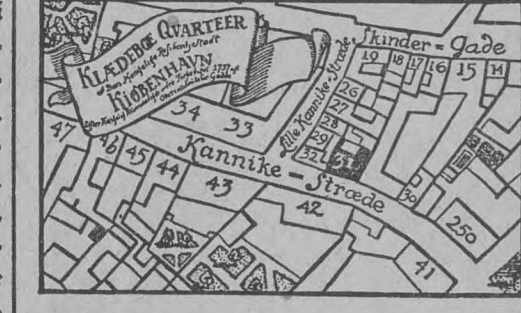 KLÆDEBOE QVARTEER
KIØBENHAVN
Skinder = Gade
Lille Kannike = Stræde
Kannike = Stræde
19 18 17 16 15 14
26
27
28
29
32
34 33
47 46 45 44 43 42 41
30
250